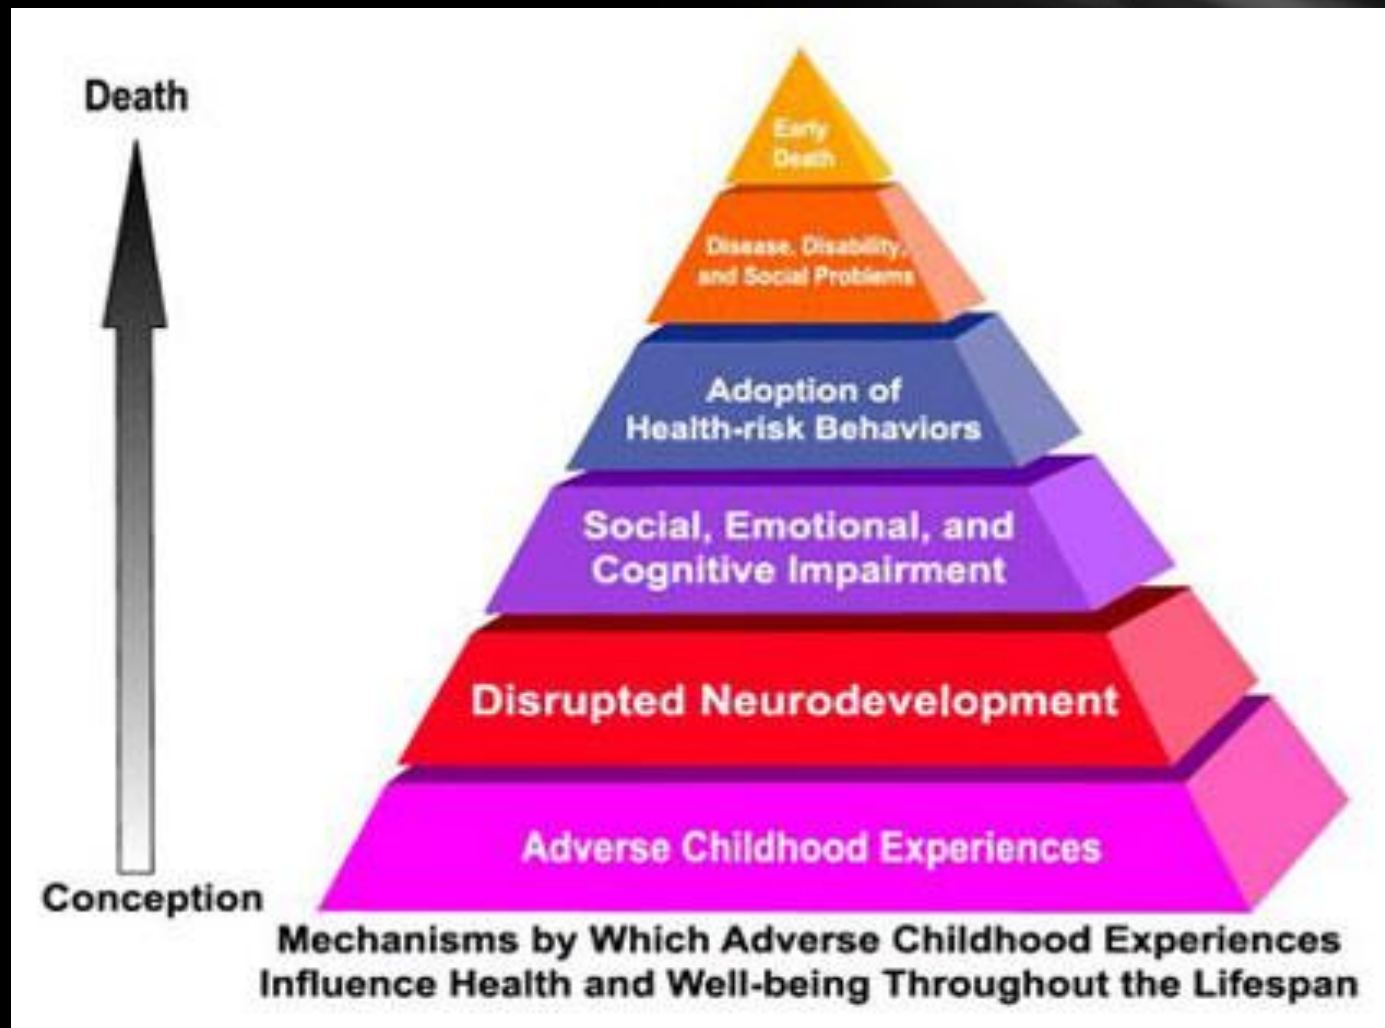 Death
Early
Death
Disease, Disability,
and Social Problems
Adoption of
Health-risk Behaviors
Social, Emotional, and
Cognitive Impairment
Disrupted Neurodevelopment
Adverse Childhood Experiences
Conception
Mechanisms by Which Adverse Childhood Experiences
Influence Health and Well-being Throughout the Lifespan